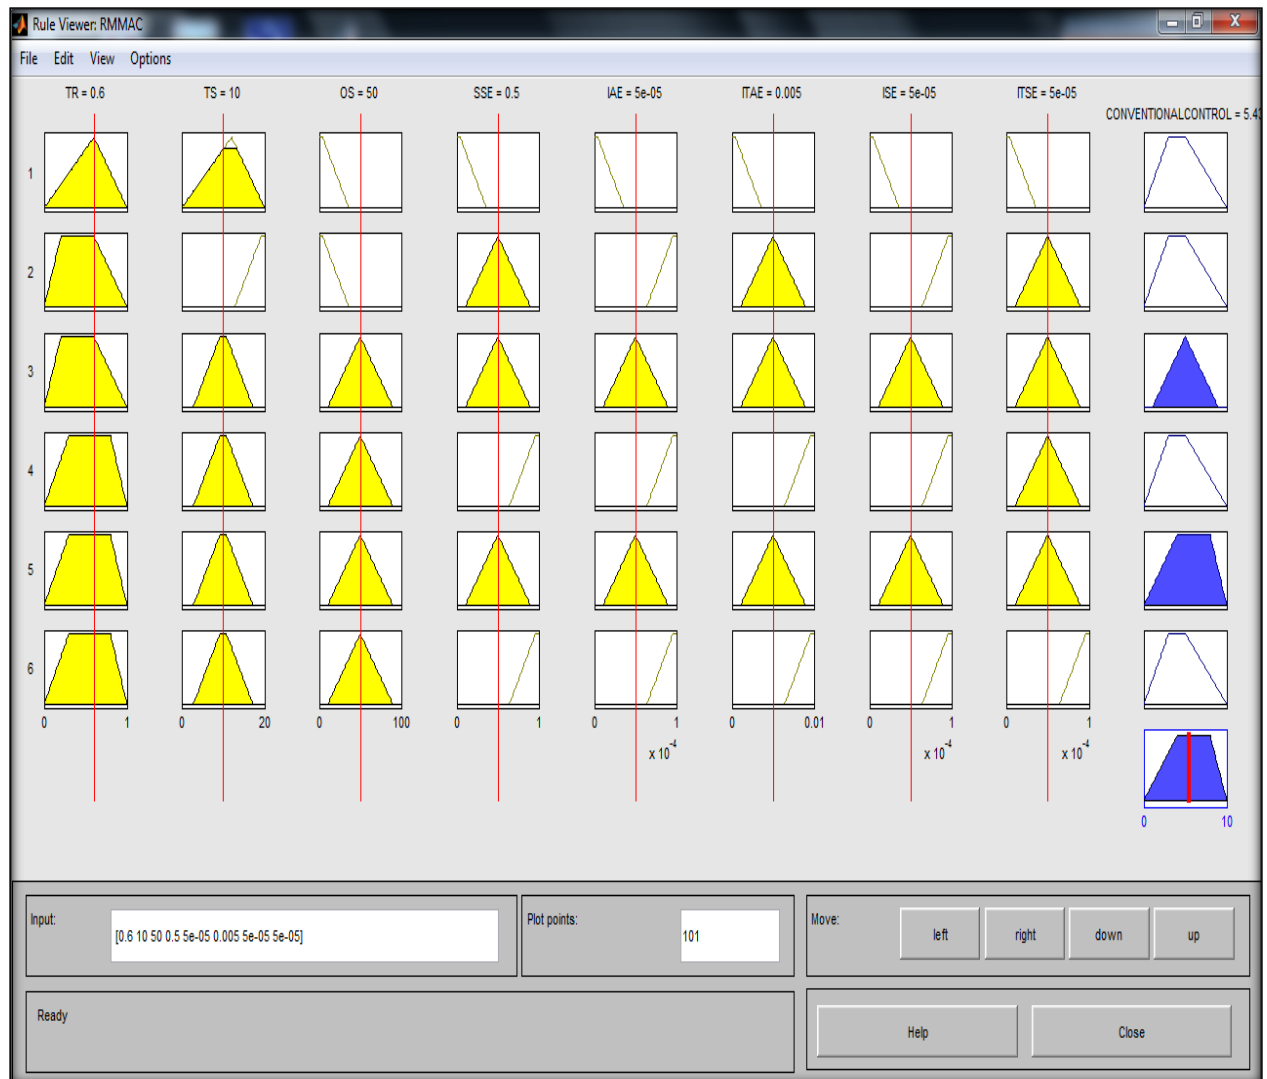 Rule Viewer: RMMAC
File Edit View Options
TR = 0.6 TS = 10 OS = 50 SSE = 0.5 IAE = 5e-05 ITAE = 0.005 ISE = 5e-05 ITSE = 5e-05
CONVENTIONALCONTROL = 5.43
1
2
3
4
5
6
0 1 0 20 0 100 0 1 0 1 0 0.01 0 1 0 1
x 10^-4 x 10^-4 x 10^-4
0 10
Input: [0.6 10 50 0.5 5e-05 0.005 5e-05 5e-05] Plot points: 101 Move: left right down up
Ready Help Close